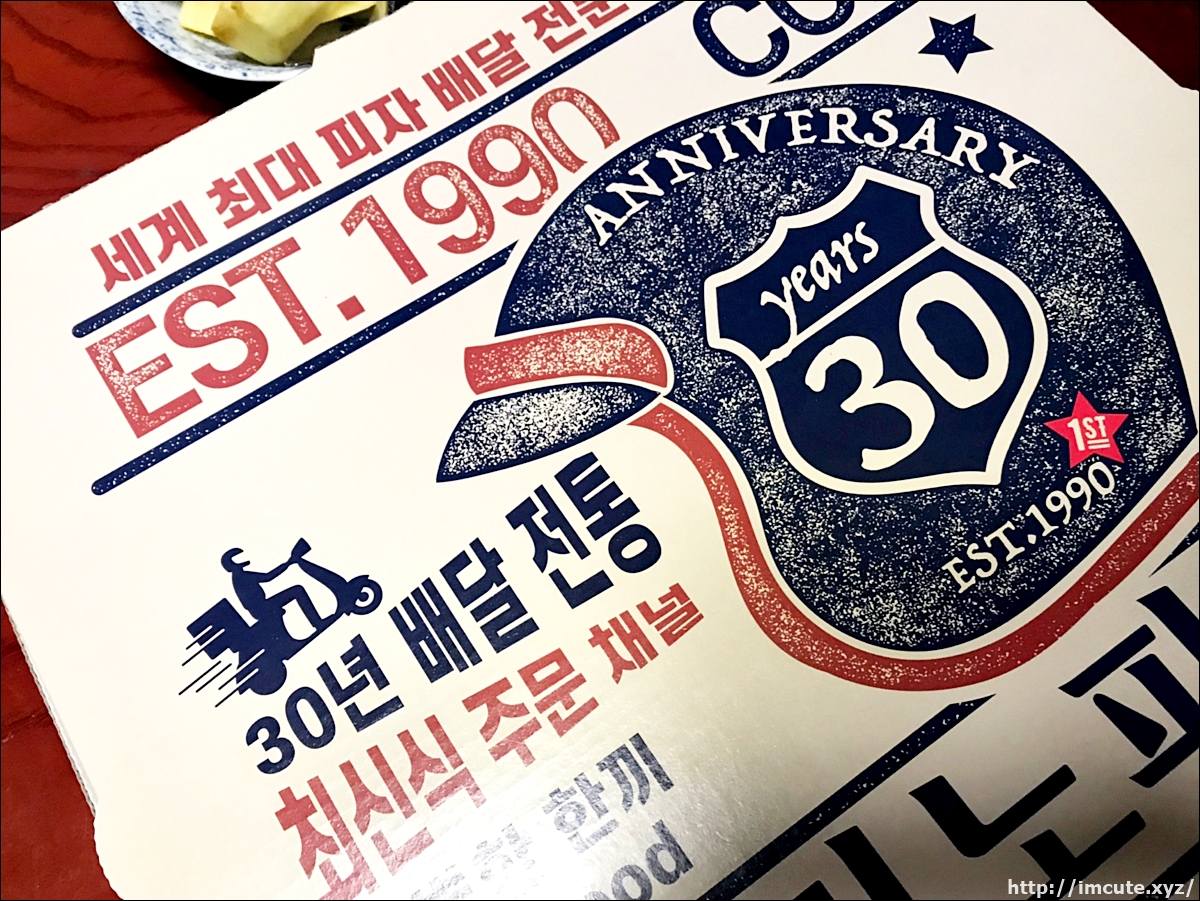 세계 최대 피자 배달 전문
EST. 1990
ANNIVERSARY
years
30
1ST
EST. 1990
30년 배달 전통
최신식 주문 채널
한끼
http://imcute.xyz/